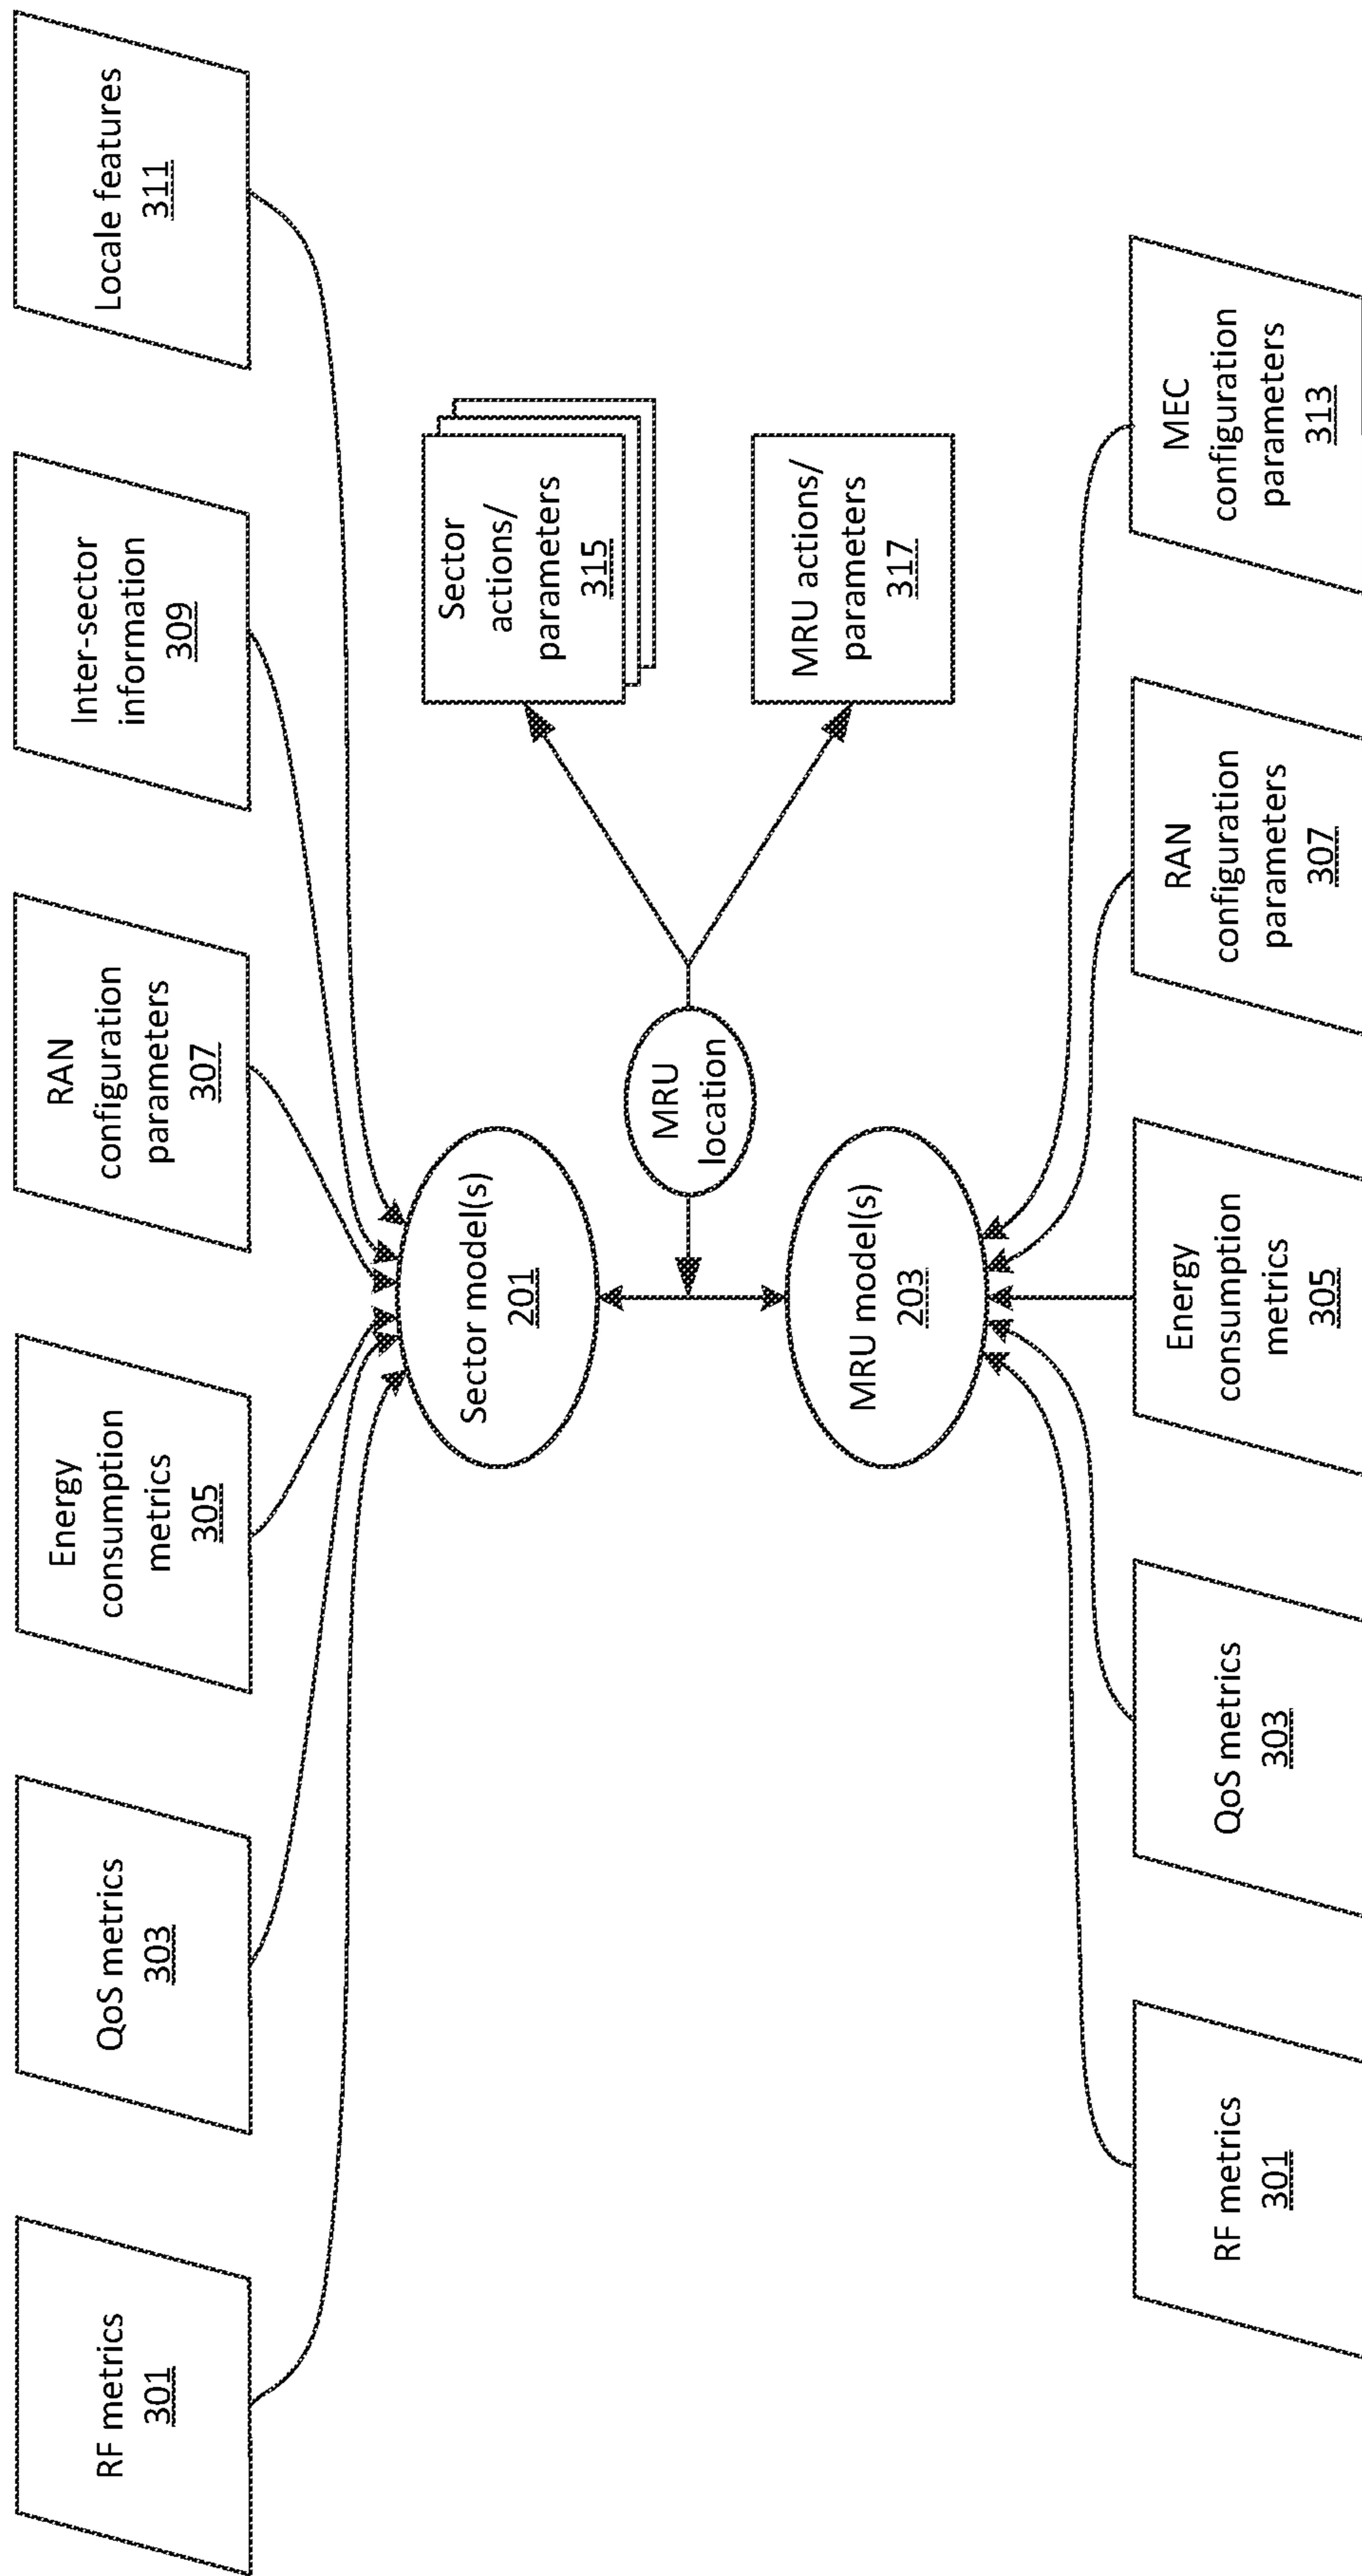 RF metrics
301
QoS metrics
303
Energy
consumption
metrics
305
RAN
configuration
parameters
307
Inter-sector
information
309
Locale features
311
Sector model(s)
201
MRU
location
Sector
actions/
parameters
315
MRU model(s)
203
MRU actions/
parameters
317
RF metrics
301
QoS metrics
303
Energy
consumption
metrics
305
RAN
configuration
parameters
307
MEC
configuration
parameters
313